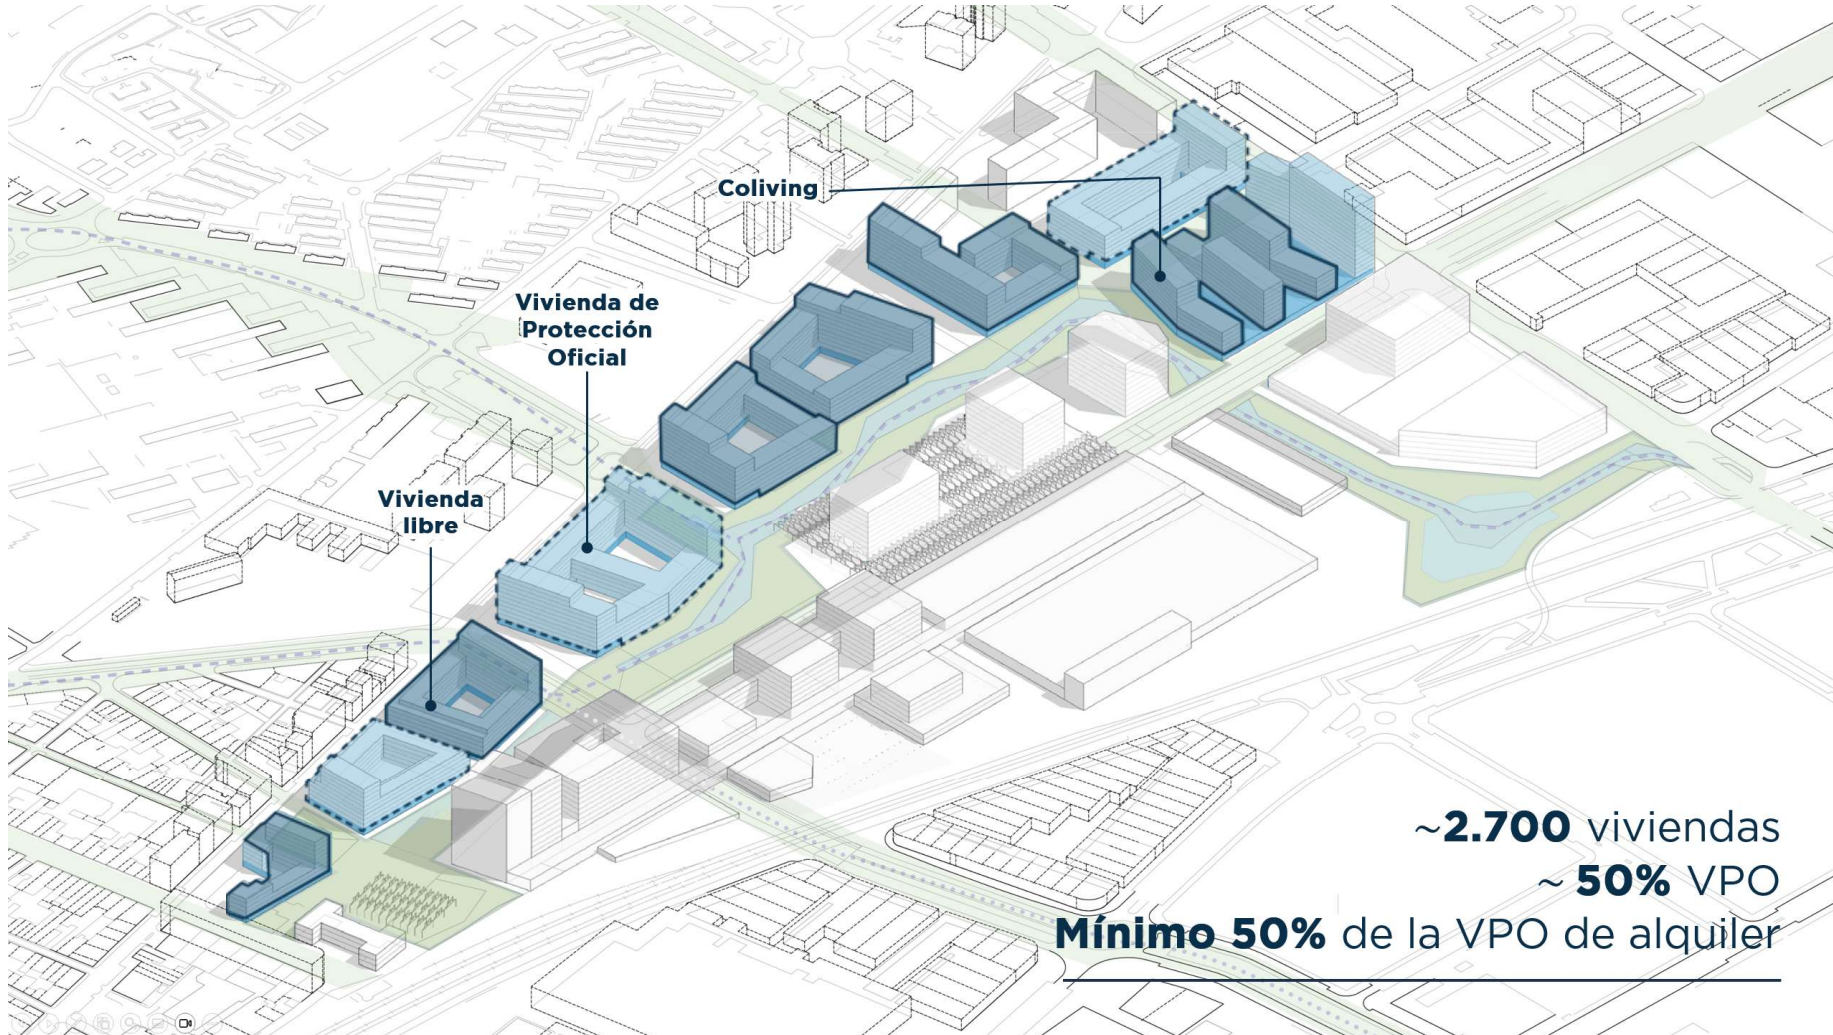 Coliving
Vivienda de
Protección
Oficial
Vivienda
libre
~2.700 viviendas
~ 50% VPO
Mínimo 50% de la VPO de alquiler